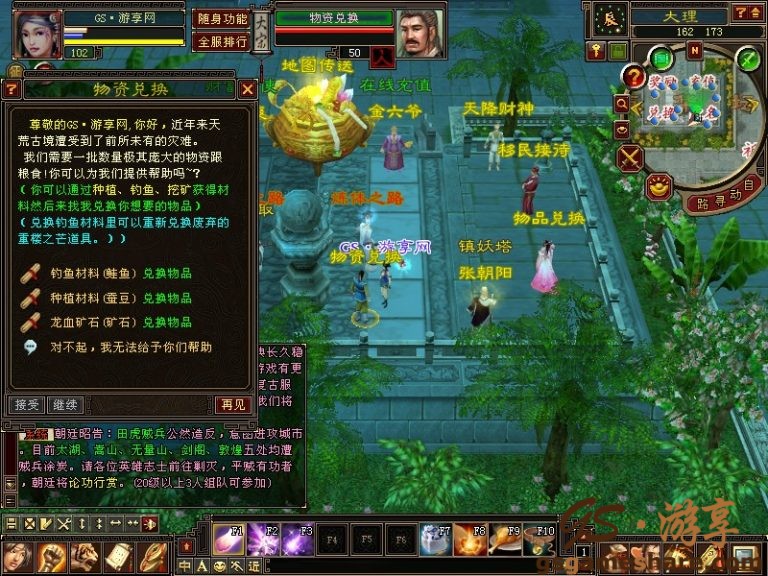 GS·游享网
102
随身功能
全服排行
大宗
物资兑换
50
人
辰
大理
162 173
N
自动寻路
物资兑换
尊敬的GS·游享网,你好，近年来天
荒古境遭受到了前所未有的灾难。
我们需要一批数量极其庞大的物资跟
粮食!你可以为我们提供帮助吗~?
(你可以通过种植、钓鱼、挖矿获得材
料然后来找我兑换你想要的物品)
(兑换钓鱼材料里可以重新兑换废弃的
重楼之芒道具。))
钓鱼材料(鲑鱼)兑换物品
种植材料(蚕豆)兑换物品
龙血矿石(矿石)兑换物品
对不起，我无法给予你们帮助
接受
继续
再见
地图传送
在线充值
金六爷
天降财神
移民接待
物品兑换
GS·游享网
物资兑换
镇妖塔
张朝阳
朝廷昭告：田虎贼兵公然造反，意图进攻城市
。目前太湖、嵩山、无量山、剑阁、敦煌五处均遭
贼兵涂炭。请各位英雄志士前往剿灭，平贼有功者
，朝廷将论功行赏。(20级以上3人组队可参加)
中
A
近
F1
F2
F3
F4
F5
F6
F7
F8
F9
F10
1
GS·游享